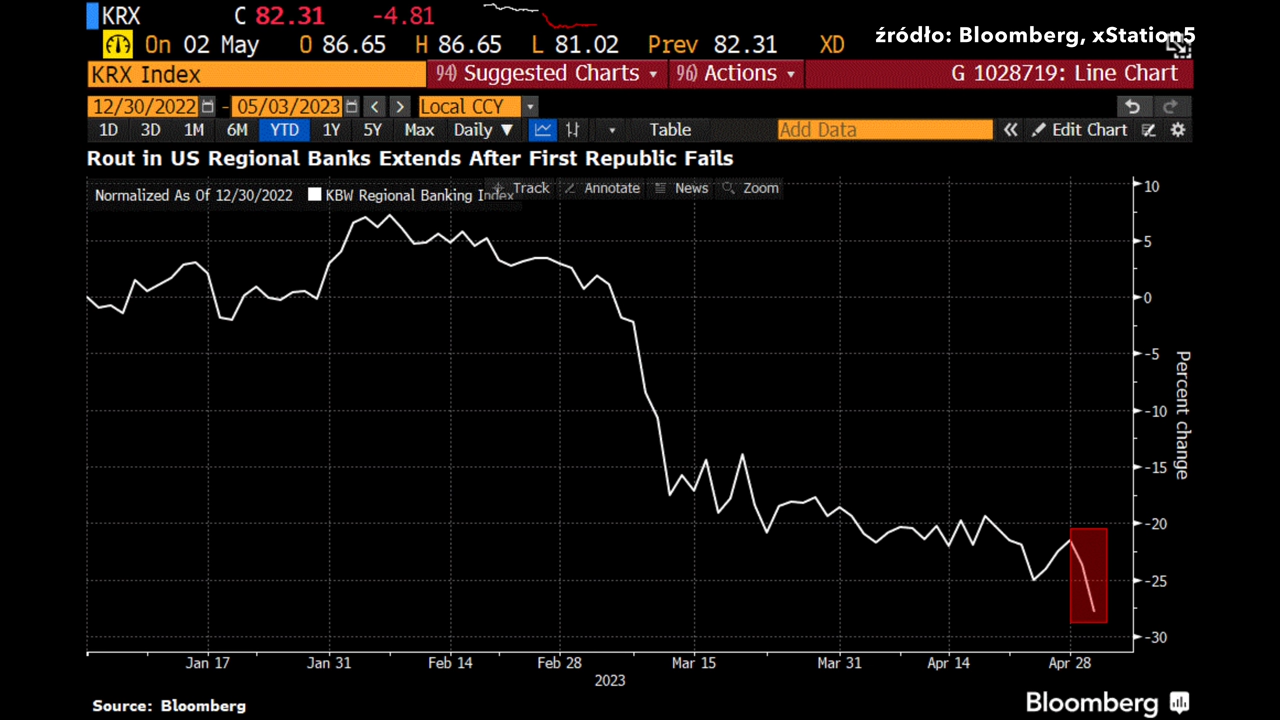 KRX C 82.31 -4.81
On 02 May O 86.65 H 86.65 L 81.02 Prev 82.31 XD
źródło: Bloomberg, xStation5
KRX Index 94) Suggested Charts 96) Actions G 1028719: Line Chart
12/30/2022 - 05/03/2023 < > Local CCY
1D 3D 1M 6M YTD 1Y 5Y Max Daily ▼ Table Add Data « Edit Chart
Rout in US Regional Banks Extends After First Republic Fails
Track Annotate News Zoom
Normalized As Of 12/30/2022 KBW Regional Banking Index
10
5
0
-5
-10
-15
-20
-25
-30
Percent change
Jan 17 Jan 31 Feb 14 Feb 28 Mar 15 Mar 31 Apr 14 Apr 28
2023
Source: Bloomberg
Bloomberg